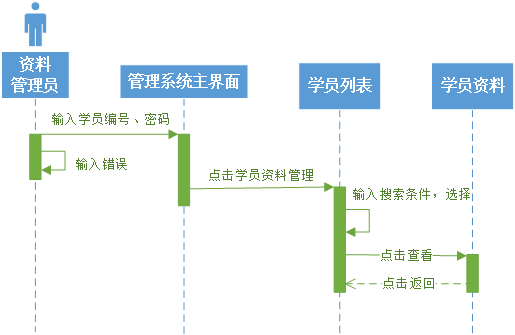 资料
管理员
管理系统主界面
学员列表
学员资料
输入学员编号、密码
输入错误
点击学员资料管理
输入搜索条件，选择
点击查看
点击返回